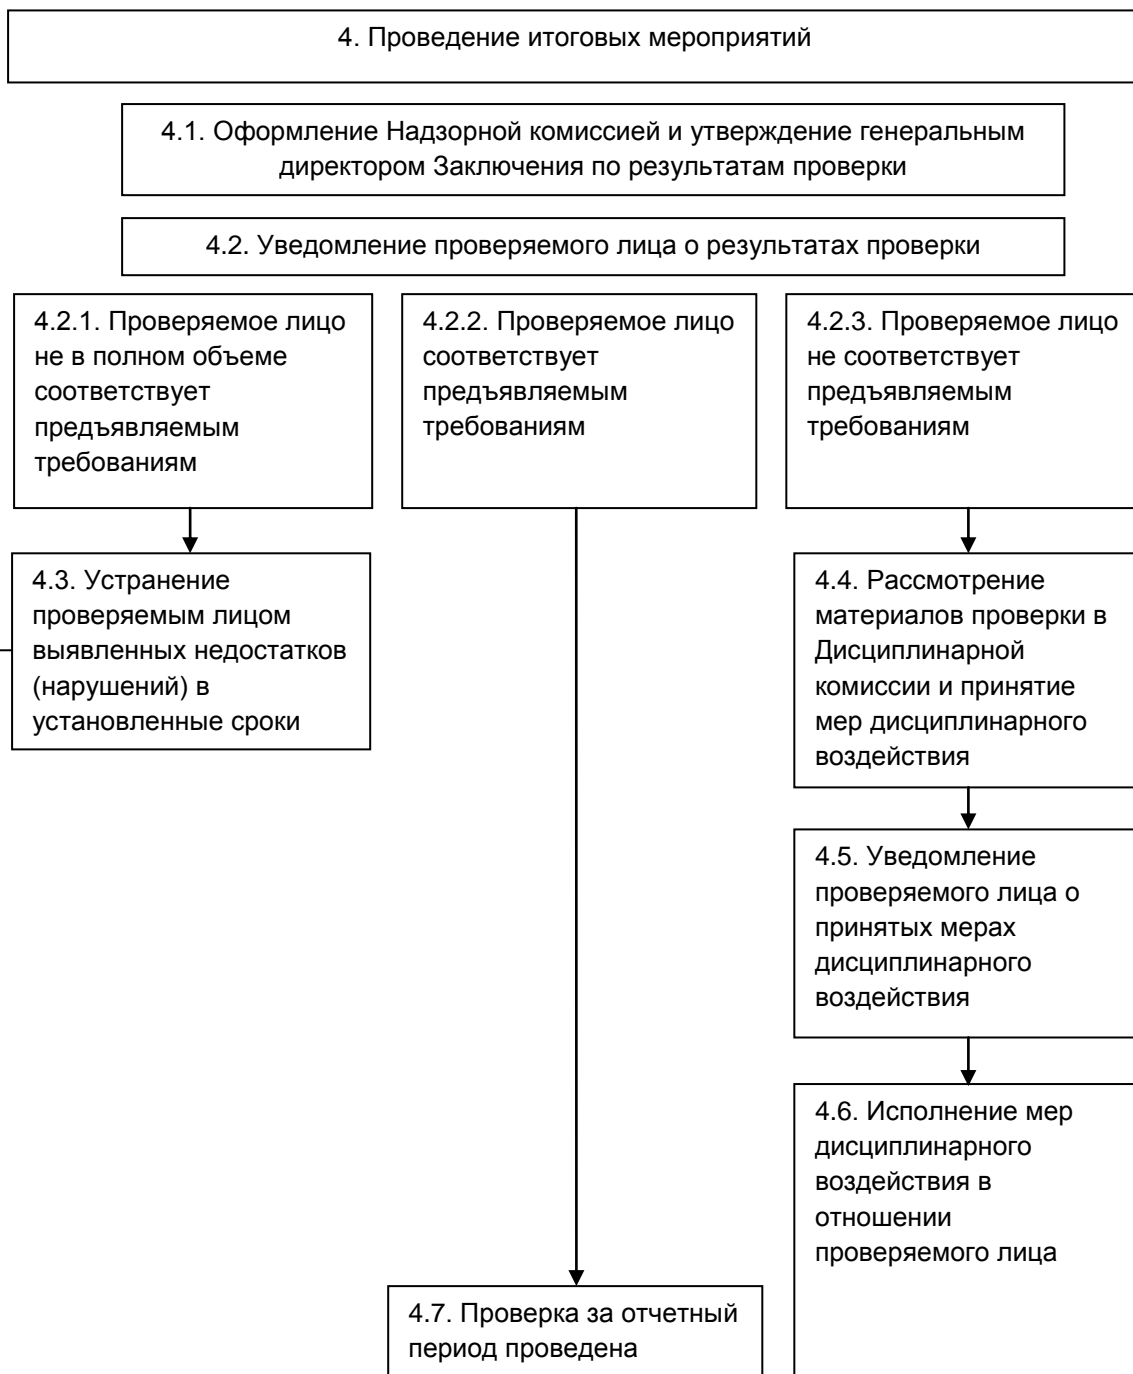 4. Проведение итоговых мероприятий
4.1. Оформление Надзорной комиссией и утверждение генеральным
директором Заключения по результатам проверки
4.2. Уведомление проверяемого лица о результатах проверки
4.2.1. Проверяемое лицо
не в полном объеме
соответствует
предъявляемым
требованиям
4.2.2. Проверяемое лицо
соответствует
предъявляемым
требованиям
4.2.3. Проверяемое лицо
не соответствует
предъявляемым
требованиям
4.3. Устранение
проверяемым лицом
выявленных недостатков
(нарушений) в
установленные сроки
4.4. Рассмотрение
материалов проверки в
Дисциплинарной
комиссии и принятие
мер дисциплинарного
воздействия
4.5. Уведомление
проверяемого лица о
принятых мерах
дисциплинарного
воздействия
4.6. Исполнение мер
дисциплинарного
воздействия в
отношении
проверяемого лица
4.7. Проверка за отчетный
период проведена